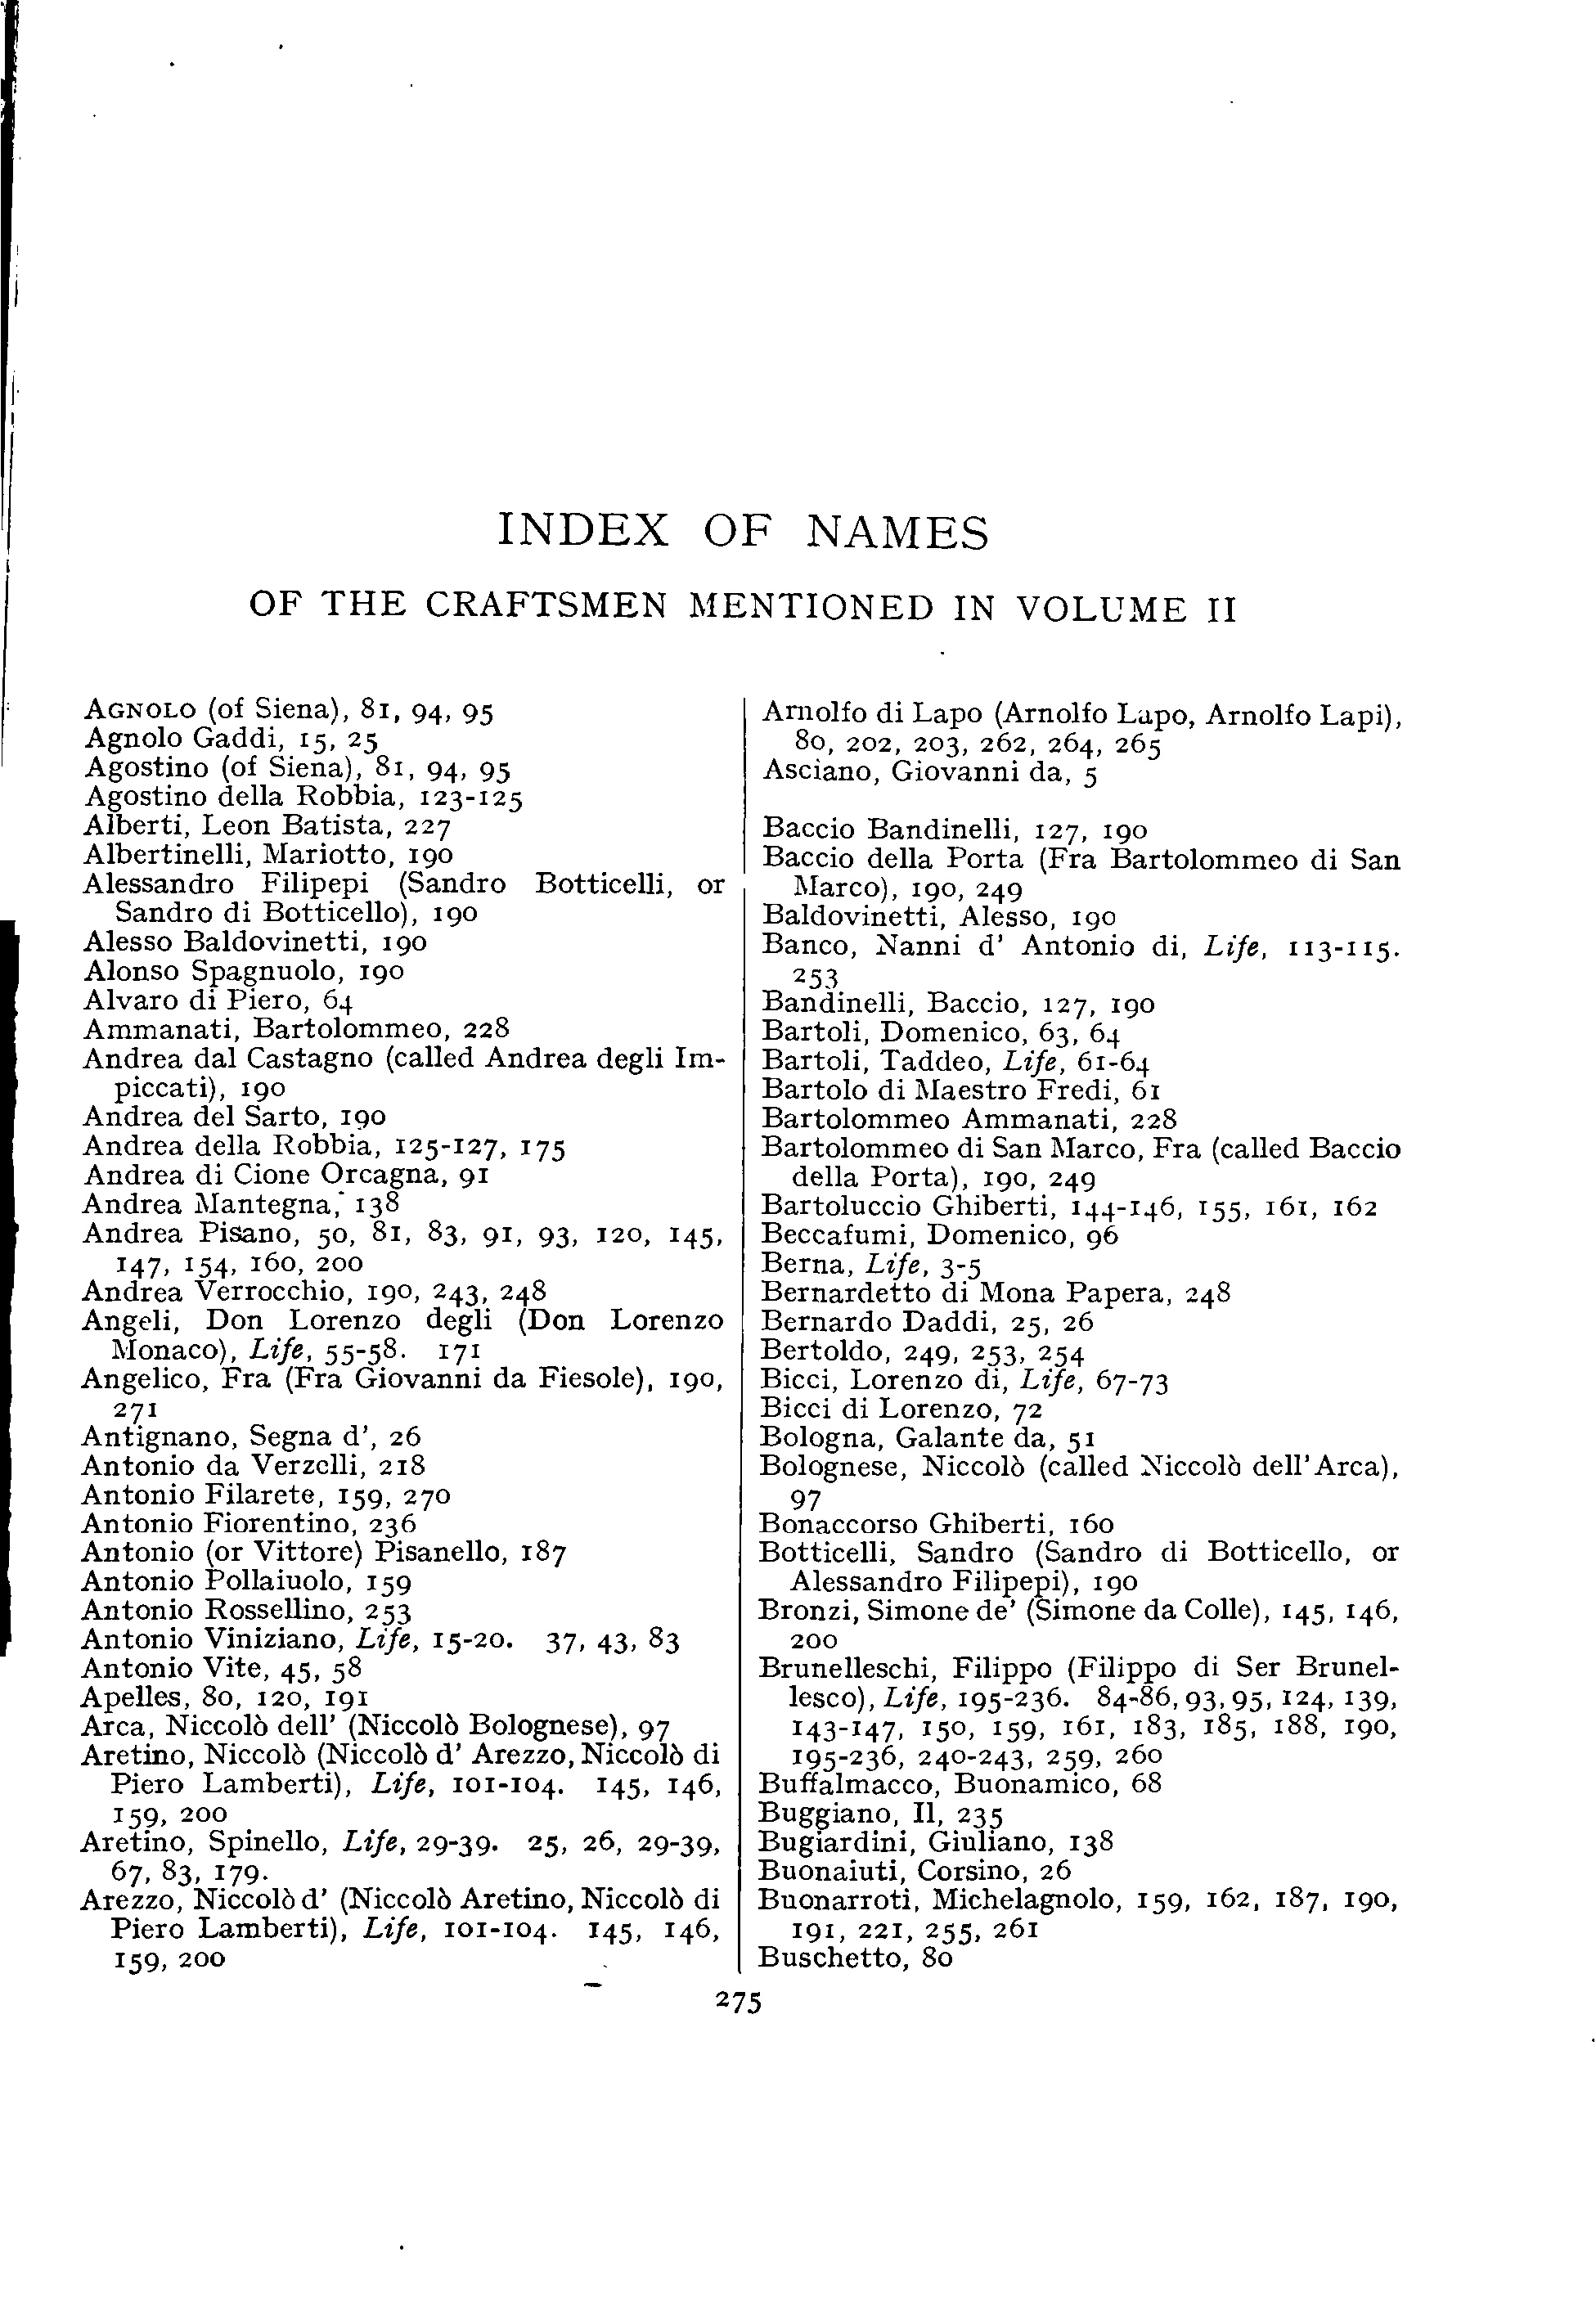 INDEX OF NAMES
OF THE CRAFTSMEN MENTIONED IN VOLUME II
AGNOLO (of Siena), 81, 94, 95
Agnolo Gaddi, 15, 25
Agostino (of Siena), 81, 94, 95
Agostino della Robbia, 123-125
Alberti, Leon Batista, 227
Albertinelli, Mariotto, 190
Alessandro Filipepi (Sandro Botticelli, or
Sandro di Botticello), 190
Alesso Baldovinetti, 190
Alonso Spagnuolo, 190
Alvaro di Piero, 64
Ammanati, Bartolommeo, 228
Andrea dal Castagno (called Andrea degli Im-
piccati), 190
Andrea del Sarto, 190
Andrea della Robbia, 125-127, 175
Andrea di Cione Orcagna, 91
Andrea Mantegna, 138
Andrea Pisano, 50, 81, 83, 91, 93, 120, 145,
147, 154, 160, 200
Andrea Verrocchio, 190, 243, 248
Angeli, Don Lorenzo degli (Don Lorenzo
Monaco), Life, 55-58. 171
Angelico, Fra (Fra Giovanni da Fiesole), 190,
271
Antignano, Segna d', 26
Antonio da Verzelli, 218
Antonio Filarete, 159, 270
Antonio Fiorentino, 236
Antonio (or Vittore) Pisanello, 187
Antonio Pollaiuolo, 159
Antonio Rossellino, 253
Antonio Viniziano, Life, 15-20. 37, 43, 83
Antonio Vite, 45, 58
Apelles, 80, 120, 191
Arca, Niccolò dell' (Niccolò Bolognese), 97
Aretino, Niccolò (Niccolò d' Arezzo, Niccolò di
Piero Lamberti), Life, 101-104. 145, 146,
159, 200
Aretino, Spinello, Life, 29-39. 25, 26, 29-39,
67, 83, 179.
Arezzo, Niccolò d' (Niccolò Aretino, Niccolò di
Piero Lamberti), Life, 101-104. 145, 146,
159, 200
Arnolfo di Lapo (Arnolfo Lapo, Arnolfo Lapi),
80, 202, 203, 262, 264, 265
Asciano, Giovanni da, 5
Baccio Bandinelli, 127, 190
Baccio della Porta (Fra Bartolommeo di San
Marco), 190, 249
Baldovinetti, Alesso, 190
Banco, Nanni d' Antonio di, Life, 113-115.
253
Bandinelli, Baccio, 127, 190
Bartoli, Domenico, 63, 64
Bartoli, Taddeo, Life, 61-64
Bartolo di Maestro Fredi, 61
Bartolommeo Ammanati, 228
Bartolommeo di San Marco, Fra (called Baccio
della Porta), 190, 249
Bartoluccio Ghiberti, 144-146, 155, 161, 162
Beccafumi, Domenico, 96
Berna, Life, 3-5
Bernardetto di Mona Papera, 248
Bernardo Daddi, 25, 26
Bertoldo, 249, 253, 254
Bicci, Lorenzo di, Life, 67-73
Bicci di Lorenzo, 72
Bologna, Galante da, 51
Bolognese, Niccolò (called Niccolò dell' Arca),
97
Bonaccorso Ghiberti, 160
Botticelli, Sandro (Sandro di Botticello, or
Alessandro Filipepi), 190
Bronzi, Simone de' (Simone da Colle), 145, 146,
200
Brunelleschi, Filippo (Filippo di Ser Brunel-
lesco), Life, 195-236. 84-86, 93, 95, 124, 139,
143-147, 150, 159, 161, 183, 185, 188, 190,
195-236, 240-243, 259, 260
Buffalmacco, Buonamico, 68
Buggiano, Il, 235
Bugiardini, Giuliano, 138
Buonaiuti, Corsino, 26
Buonarroti, Michelagnolo, 159, 162, 187, 190,
191, 221, 255, 261
Buschetto, 80
275